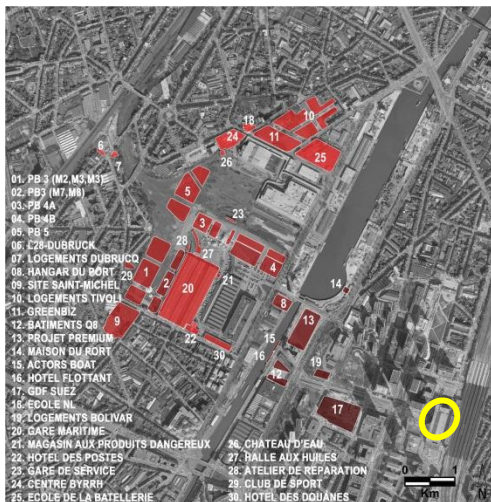 18
24
10
11
25
26
6
7
01. PB 3 (M2,M3,M3)
02. PB3 (M7,M8)
03. PB 4A
04. PB 4B
05. PB 5
06. L28-DUBRUCK
07. LOGEMENTS DUBRUCQ
08. HANGAR DU PORT
09. SITE SAINT-MICHEL
10. LOGEMENTS TIVOLI
11. GREENBIZ
12. BATIMENTS Q8
13. PROJET PREMIUM
14. MAISON DU PORT
15. ACTORS BOAT
16. HOTEL FLOTTANT
17. GDF SUEZ
18. ECOLE NL
19. LOGEMENTS BOLIVAR
20. GARE MARITIME
21. MAGASIN AUX PRODUITS DANGEREUX
22. HOTEL DES POSTES
23. GARE DE SERVICE
24. CENTRE BYRRH
25. ECOLE DE LA BATELLERIE
26. CHATEAU D'EAU
27. HALLE AUX HUILES
28. ATELIER DE REPARATION
29. CLUB DE SPORT
30. HOTEL DES DOUANES
5
23
3
28
27
4
29
1
2
20
21
14
8
9
22
30
13
15
16
12
19
17
0 1
Km N